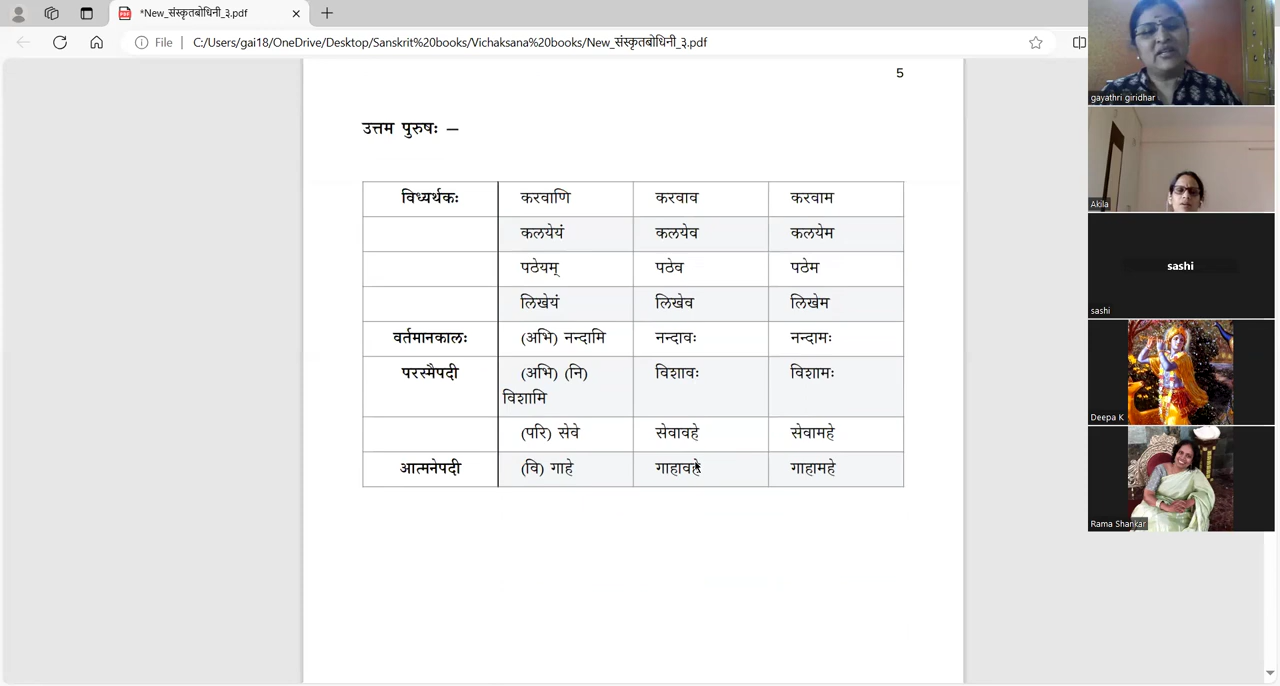 *New_संस्कृतबोधिनी_३.pdf
File
C:/Users/gai18/OneDrive/Desktop/Sanskrit%20books/Vichaksana%20books/New_संस्कृतबोधिनी_३.pdf
5
उत्तम पुरुषः —
विध्यर्थकः करवाणि करवाव करवाम
कलयेयं कलयेव कलयेम
पठेयम् पठेव पठेम
लिखेयं लिखेव लिखेम
वर्तमानकालः (अभि) नन्दामि नन्दावः नन्दामः
परस्मैपदी (अभि) (नि) विशावः विशामः
विशामि
(परि) सेवे सेवावहे सेवामहे
आत्मनेपदी (वि) गाहे गाहावहे गाहामहे
gayathri giridhar
Akila
sashi
sashi
Deepa K
Rama Shankar